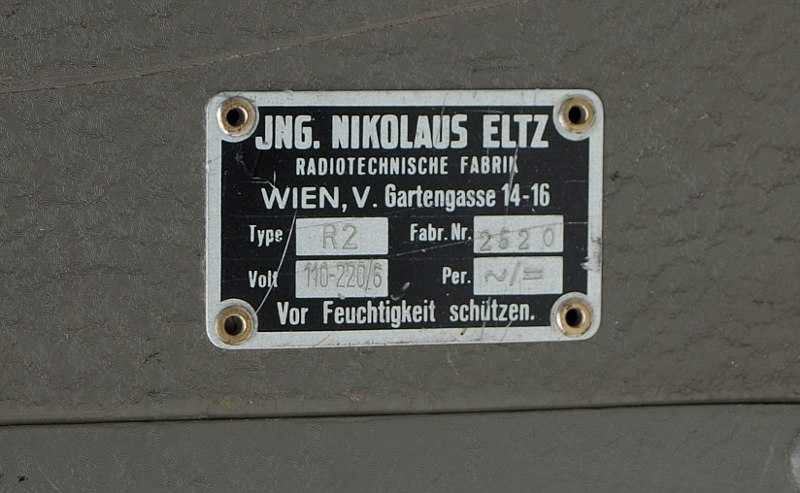 JNG. NIKOLAUS ELTZ
RADIOTECHNISCHE FABRIK
WIEN, V. Gartengasse 14-16
Type R2 Fabr. Nr. 2520
Volt 110-220/6 Per. ~/=
Vor Feuchtigkeit schützen.